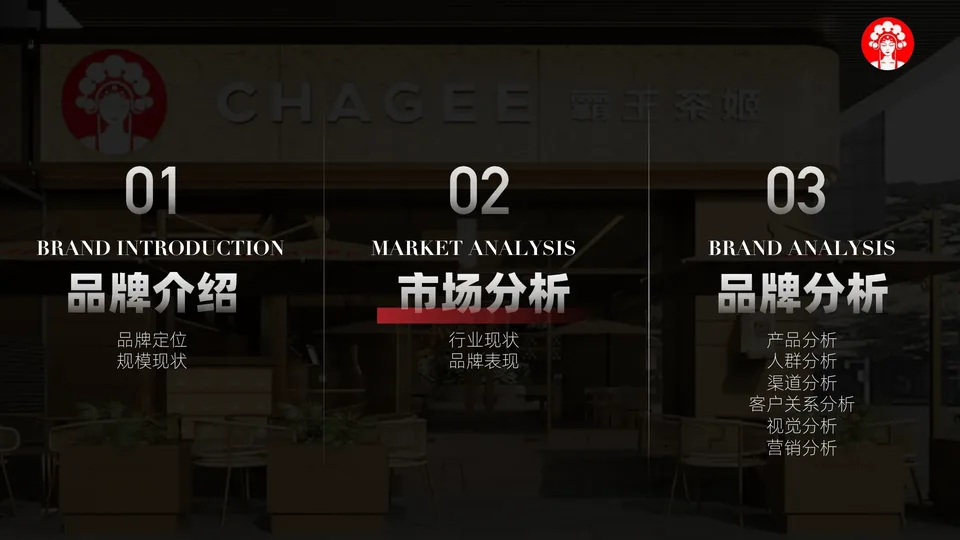 CHAGEE 霸王茶姬
01
BRAND INTRODUCTION
品牌介绍
品牌定位
规模现状
02
MARKET ANALYSIS
市场分析
行业现状
品牌表现
03
BRAND ANALYSIS
品牌分析
产品分析
人群分析
渠道分析
客户关系分析
视觉分析
营销分析